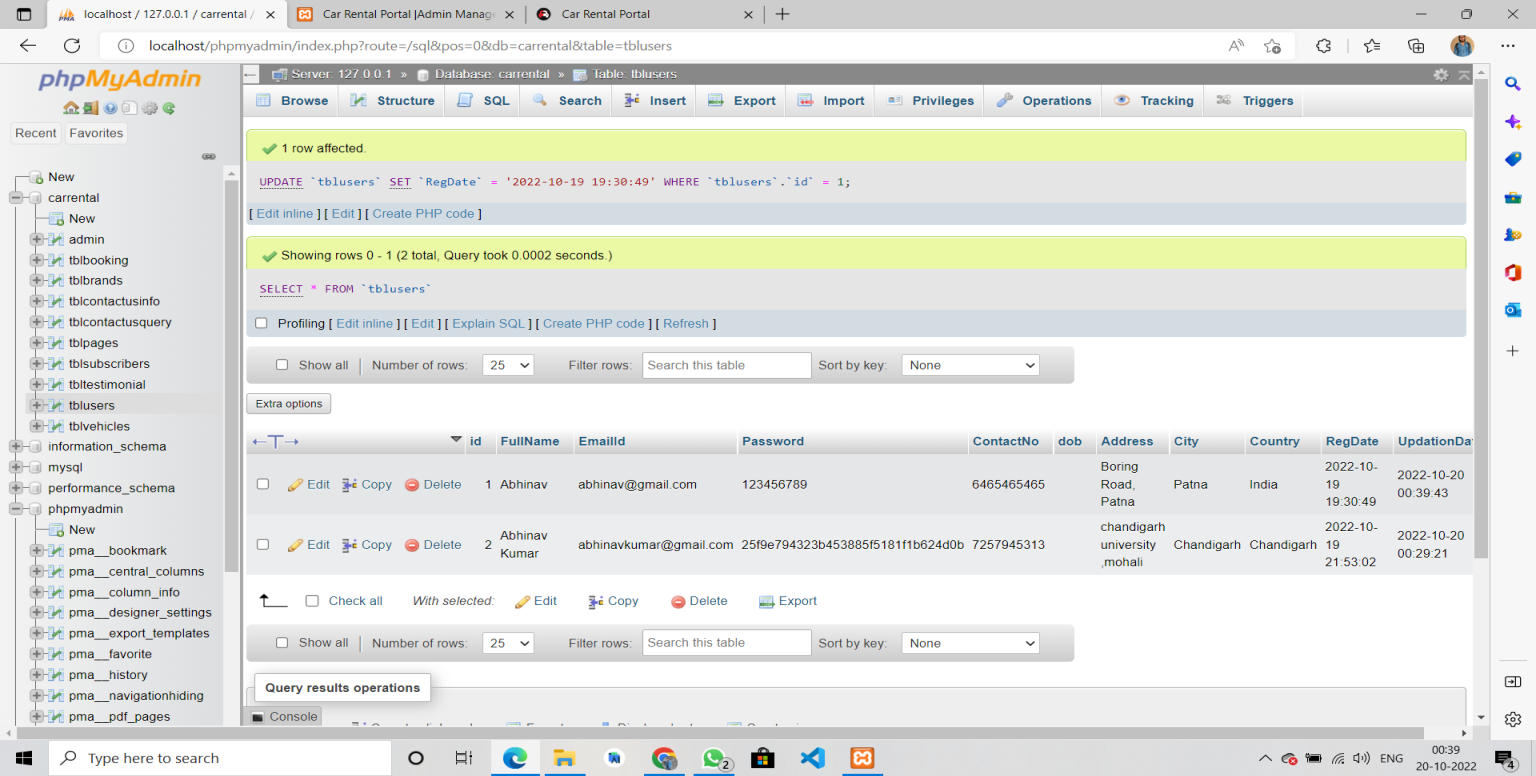 localhost / 127.0.0.1 / carrental /
Car Rental Portal |Admin Manag
Car Rental Portal
localhost/phpmyadmin/index.php?route=/sql&pos=0&db=carrental&table=tblusers
phpMyAdmin
Recent Favorites
New
carrental
New
admin
tblbooking
tblbrands
tblcontactusinfo
tblcontactusquery
tblpages
tblsubscribers
tbltestimonial
tblusers
tblvehicles
information_schema
mysql
performance_schema
phpmyadmin
New
pma__bookmark
pma__central_columns
pma__column_info
pma__designer_settings
pma__export_templates
pma__favorite
pma__history
pma__navigationhiding
pma__pdf_pages
Server: 127.0.0.1 » Database: carrental » Table: tblusers
Browse Structure SQL Search Insert Export Import Privileges Operations Tracking Triggers
1 row affected.
UPDATE `tblusers` SET `RegDate` = '2022-10-19 19:30:49' WHERE `tblusers`.`id` = 1;
[ Edit inline ] [ Edit ] [ Create PHP code ]
Showing rows 0 - 1 (2 total, Query took 0.0002 seconds.)
SELECT * FROM `tblusers`
Profiling [ Edit inline ] [ Edit ] [ Explain SQL ] [ Create PHP code ] [ Refresh ]
Show all | Number of rows: 25 Filter rows: Search this table Sort by key: None
Extra options
←T→ id FullName EmailId Password ContactNo dob Address City Country RegDate UpdationDat
Edit Copy Delete 1 Abhinav abhinav@gmail.com 123456789 6465465465 Boring Road, Patna Patna India 2022-10-19 19:30:49 2022-10-20 00:39:43
Edit Copy Delete 2 Abhinav Kumar abhinavkumar@gmail.com 25f9e794323b453885f5181f1b624d0b 7257945313 chandigarh university ,mohali Chandigarh Chandigarh 2022-10-19 21:53:02 2022-10-20 00:29:21
Check all With selected: Edit Copy Delete Export
Show all | Number of rows: 25 Filter rows: Search this table Sort by key: None
Query results operations
Console
Type here to search
2
ENG
00:39
20-10-2022
4